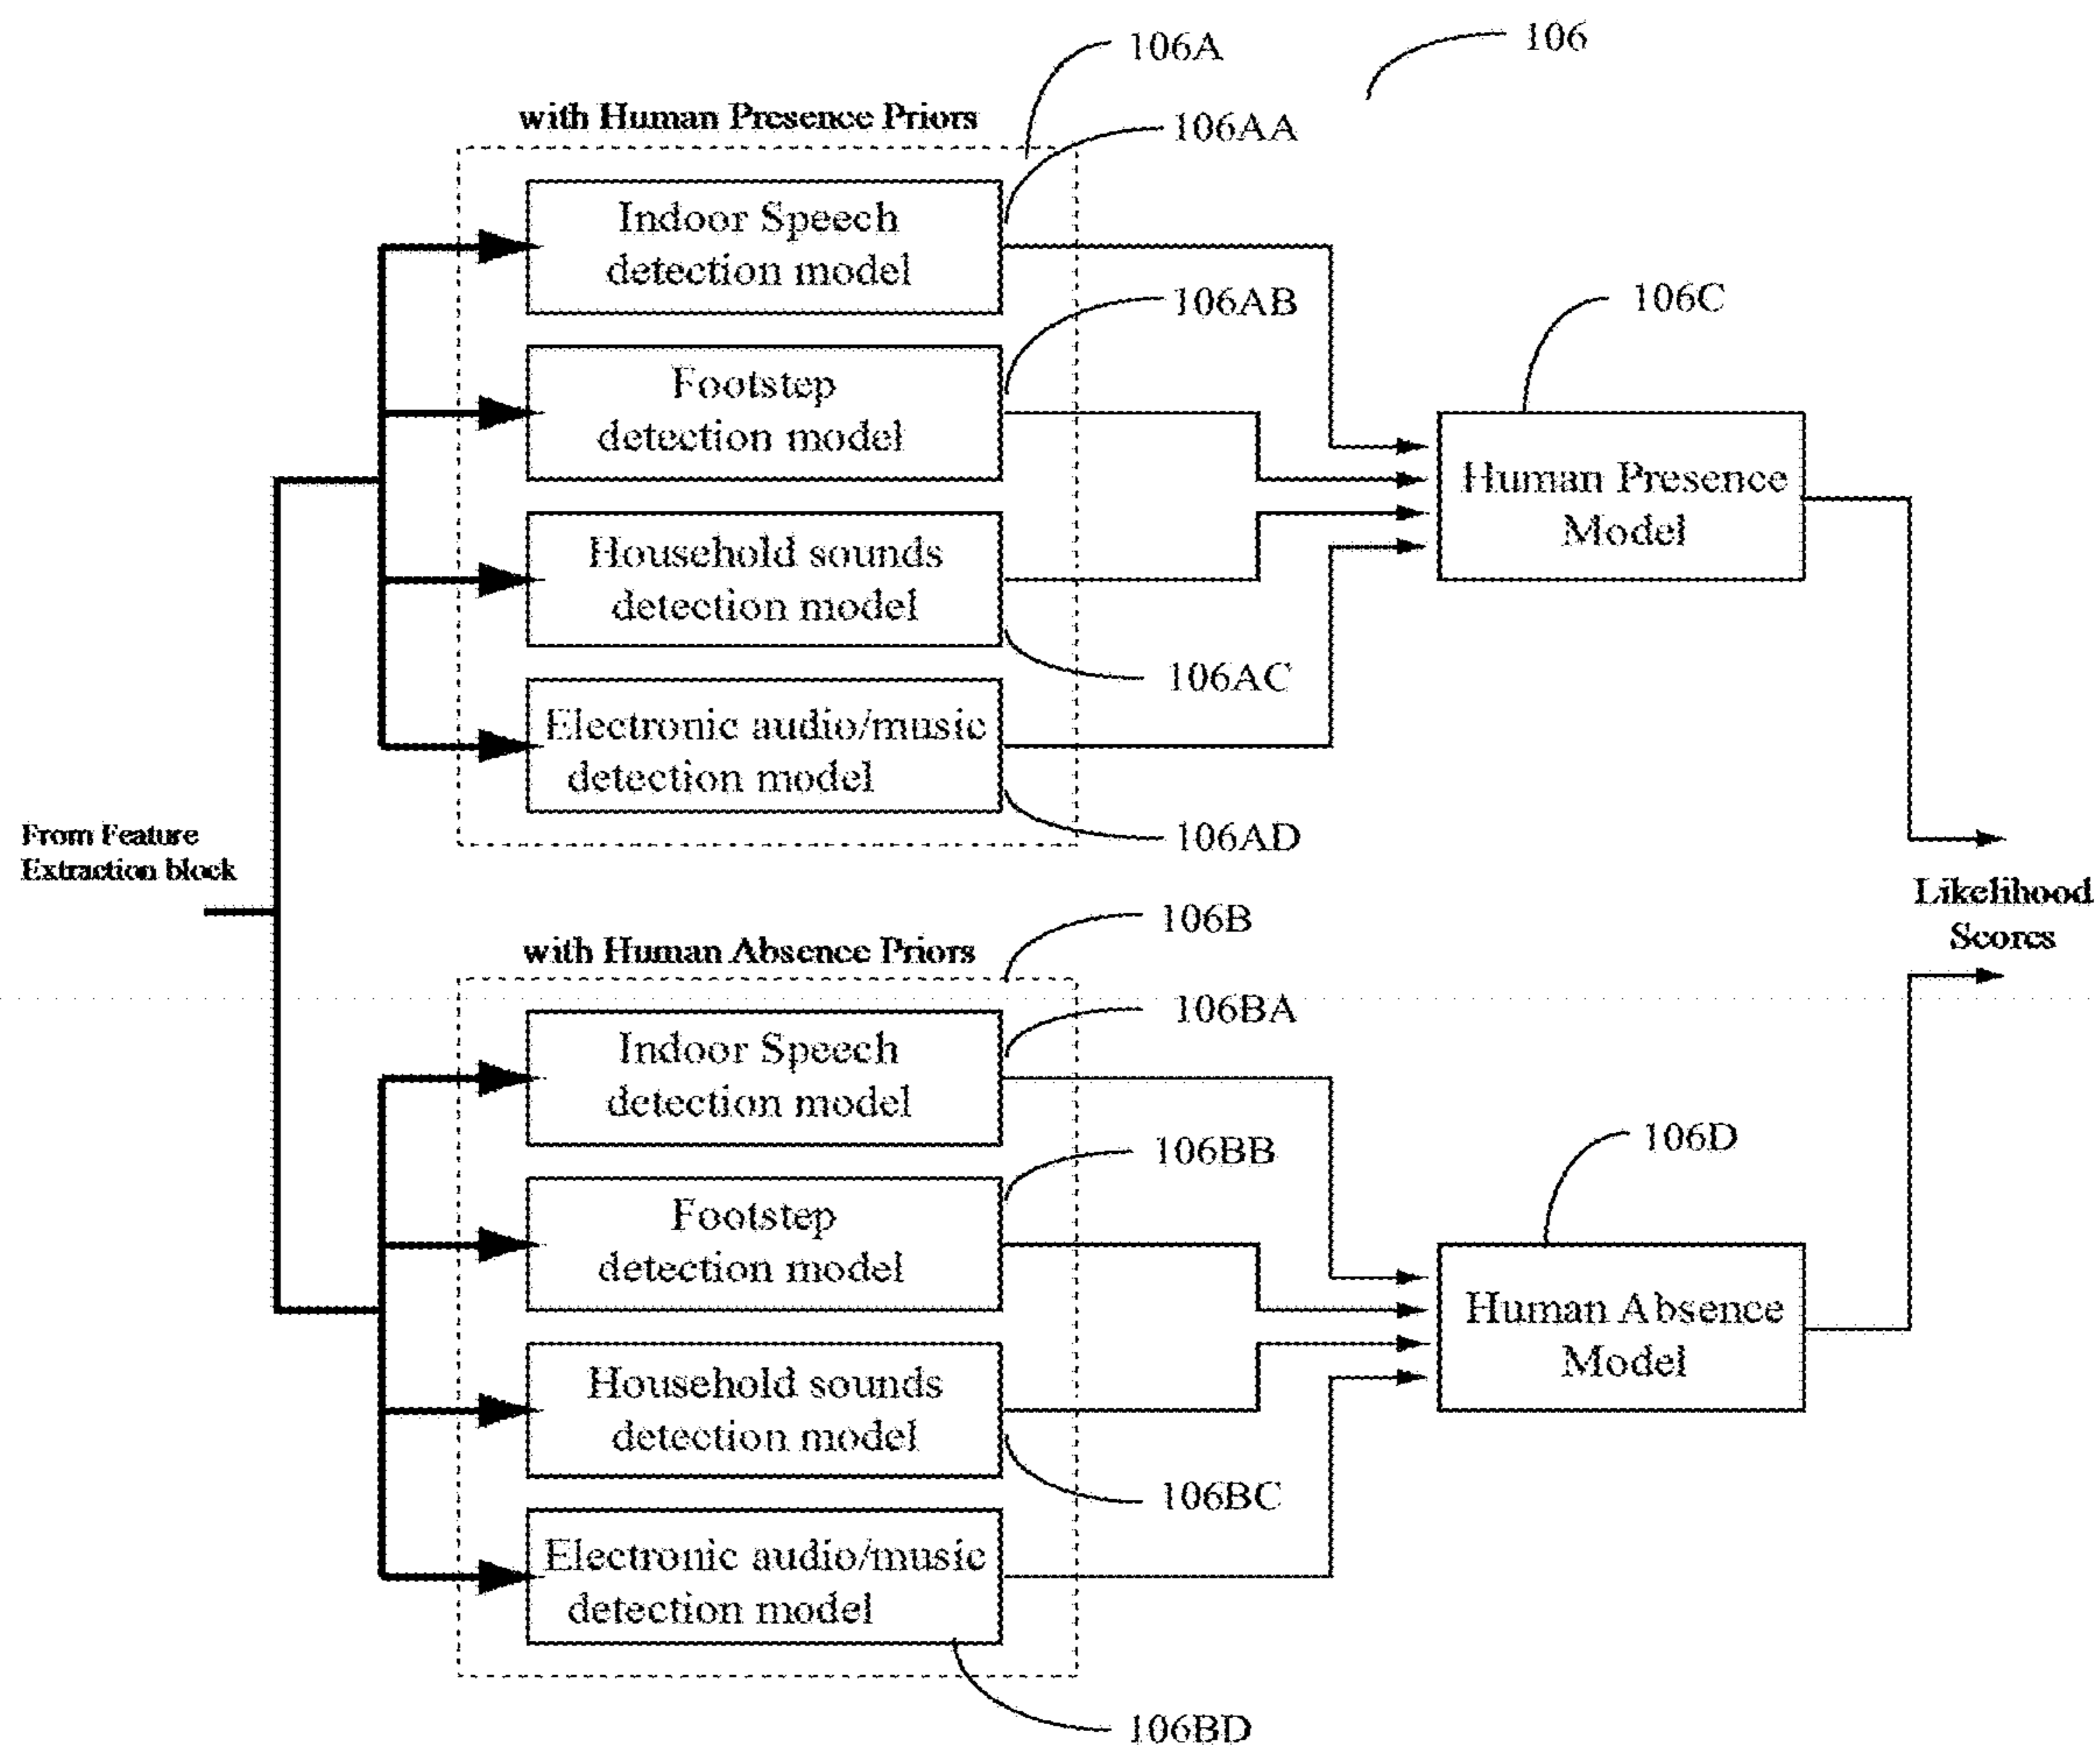 106
106A
with Human Presence Priors
106AA
Indoor Speech
detection model
106AB
Footstep
detection model
106C
Human Presence
Model
Household sounds
detection model
106AC
Electronic audio/music
detection model
106AD
From Feature
Extraction block
Likelihood
Scores
106B
with Human Absence Priors
106BA
Indoor Speech
detection model
106BB
Footstep
detection model
106D
Human Absence
Model
Household sounds
detection model
106BC
Electronic audio/music
detection model
106BD